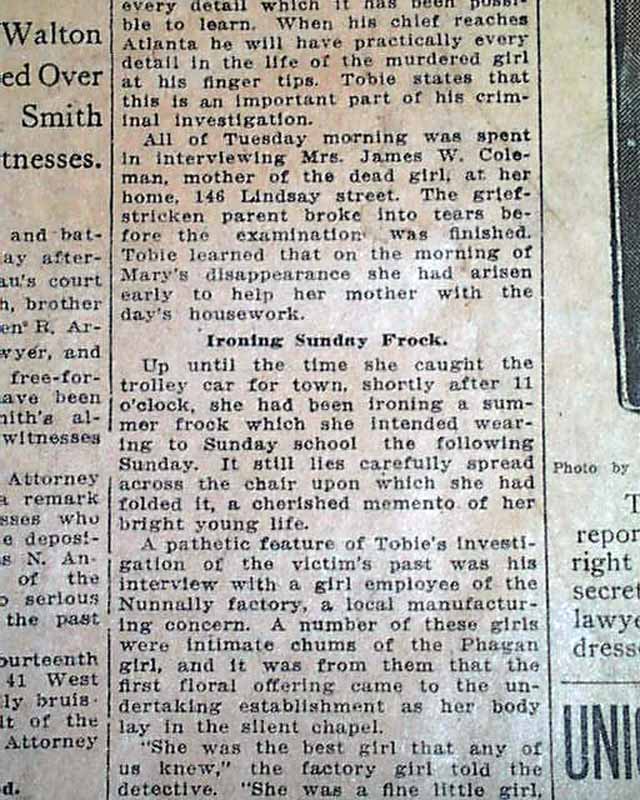 Walton
ed Over
Smith
tnesses.
and bat-
ay after-
au's court
h, brother
en R. Ar-
wyer, and
free-for-
ave been
nith's al-
witnesses
Attorney
a remark
sses who
e deposi-
s N. An-
of the
o serious
the past
ourteenth
41 West
ly bruis-
lt of the
Attorney
d.
every detail which it has been possi-
ble to learn. When his chief reaches
Atlanta he will have practically every
detail in the life of the murdered girl
at his finger tips. Tobie states that
this is an important part of his crim-
inal investigation.
All of Tuesday morning was spent
in interviewing Mrs. James W. Cole-
man, mother of the dead girl, at her
home, 146 Lindsay street. The grief-
stricken parent broke into tears be-
fore the examination was finished.
Tobie learned that on the morning of
Mary's disappearance she had arisen
early to help her mother with the
day's housework.
Ironing Sunday Frock.
Up until the time she caught the
trolley car for town, shortly after 11
o'clock, she had been ironing a sum-
mer frock which she intended wear-
ing to Sunday school the following
Sunday. It still lies carefully spread
across the chair upon which she had
folded it, a cherished memento of her
bright young life.
A pathetic feature of Tobie's investi-
gation of the victim's past was his
interview with a girl employee of the
Nunnally factory, a local manufactur-
ing concern. A number of these girls
were intimate chums of the Phagan
girl, and it was from them that the
first floral offering came to the un-
dertaking establishment as her body
lay in the silent chapel.
"She was the best girl that any of
us knew," the factory girl told the
detective. "She was a fine little girl,
Photo by
T
repor
right
secret
lawye
dress
UNI